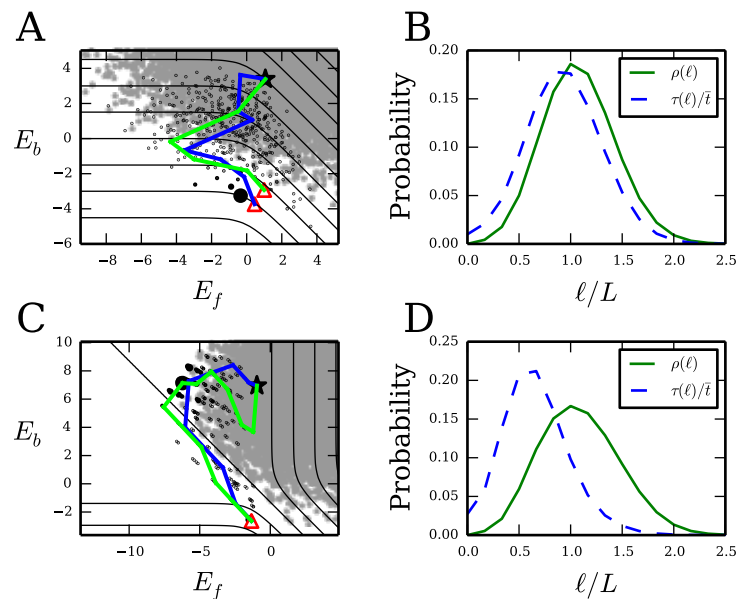 A
B
4
2
0
−2
−4
−6
−8 −6 −4 −2 0 2 4
E_b
E_f
Probability
0.20
0.15
0.10
0.05
0.00
0.0 0.5 1.0 1.5 2.0 2.5
ℓ/L
ρ(ℓ)
τ(ℓ)/t̄
C
D
10
8
6
4
2
0
−2
−10 −5 0
E_b
E_f
Probability
0.25
0.20
0.15
0.10
0.05
0.00
0.0 0.5 1.0 1.5 2.0 2.5
ℓ/L
ρ(ℓ)
τ(ℓ)/t̄